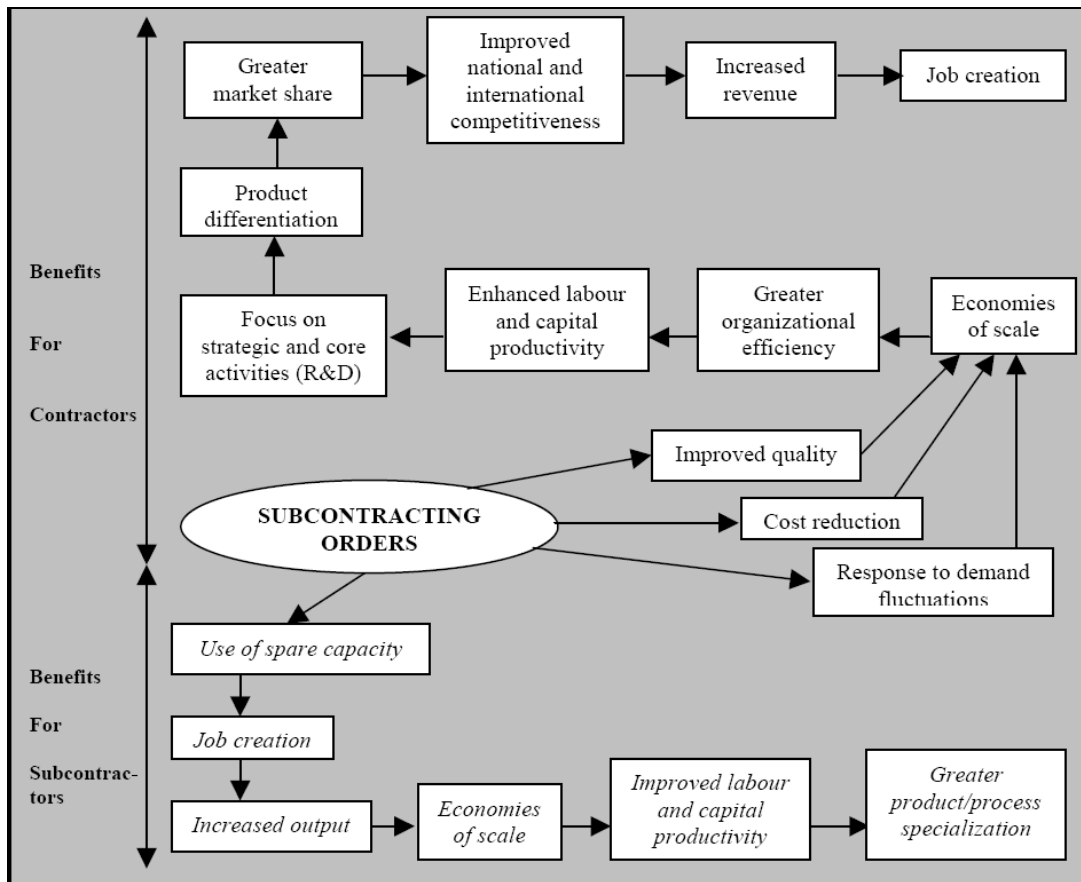 Greater
market share
Improved
national and
international
competitiveness
Increased
revenue
Job creation
Product
differentiation
Benefits
For
Contractors
Focus on
strategic and core
activities (R&D)
Enhanced labour
and capital
productivity
Greater
organizational
efficiency
Economies
of scale
Improved quality
SUBCONTRACTING
ORDERS
Cost reduction
Response to demand
fluctuations
Benefits
For
Subcontrac-
tors
Use of spare capacity
Job creation
Increased output
Economies
of scale
Improved labour
and capital
productivity
Greater
product/process
specialization